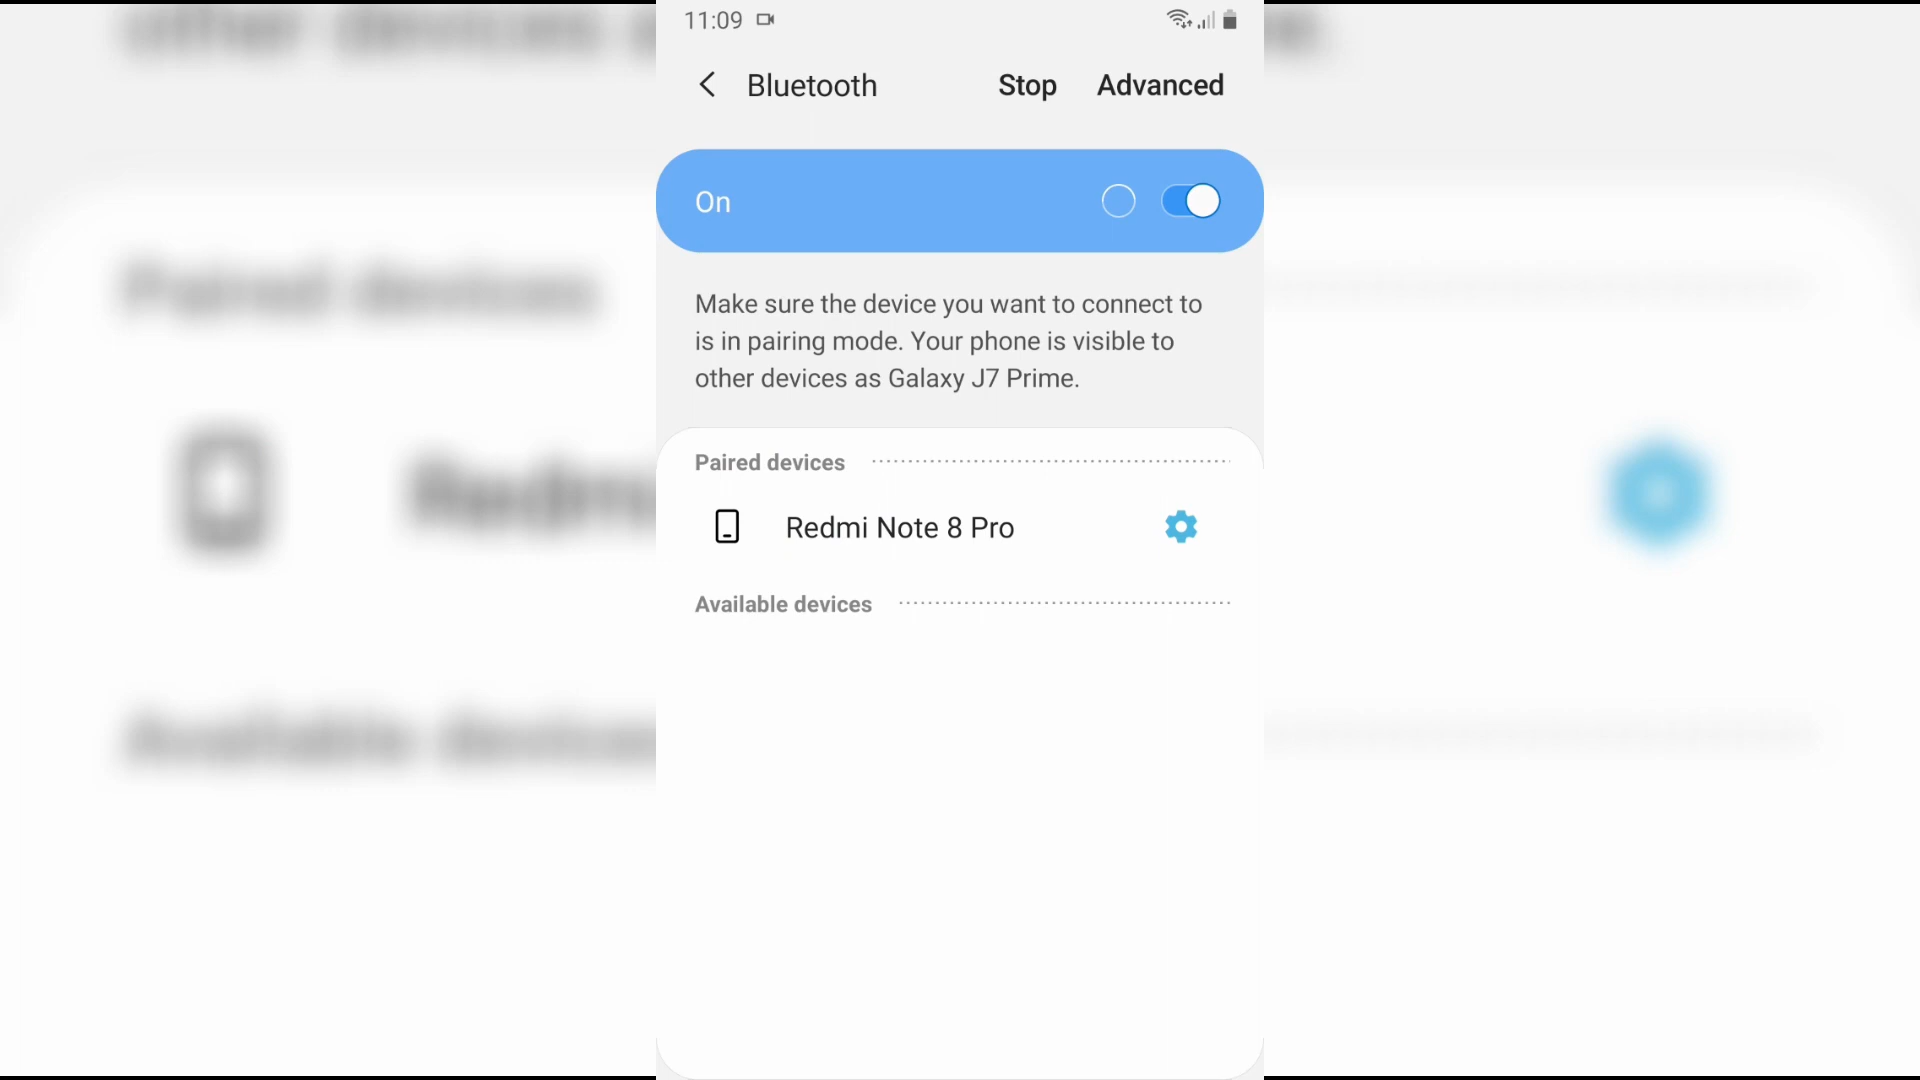 11:09
Bluetooth Stop Advanced
On
Make sure the device you want to connect to
is in pairing mode. Your phone is visible to
other devices as Galaxy J7 Prime.
Paired devices
Redmi Note 8 Pro
Available devices